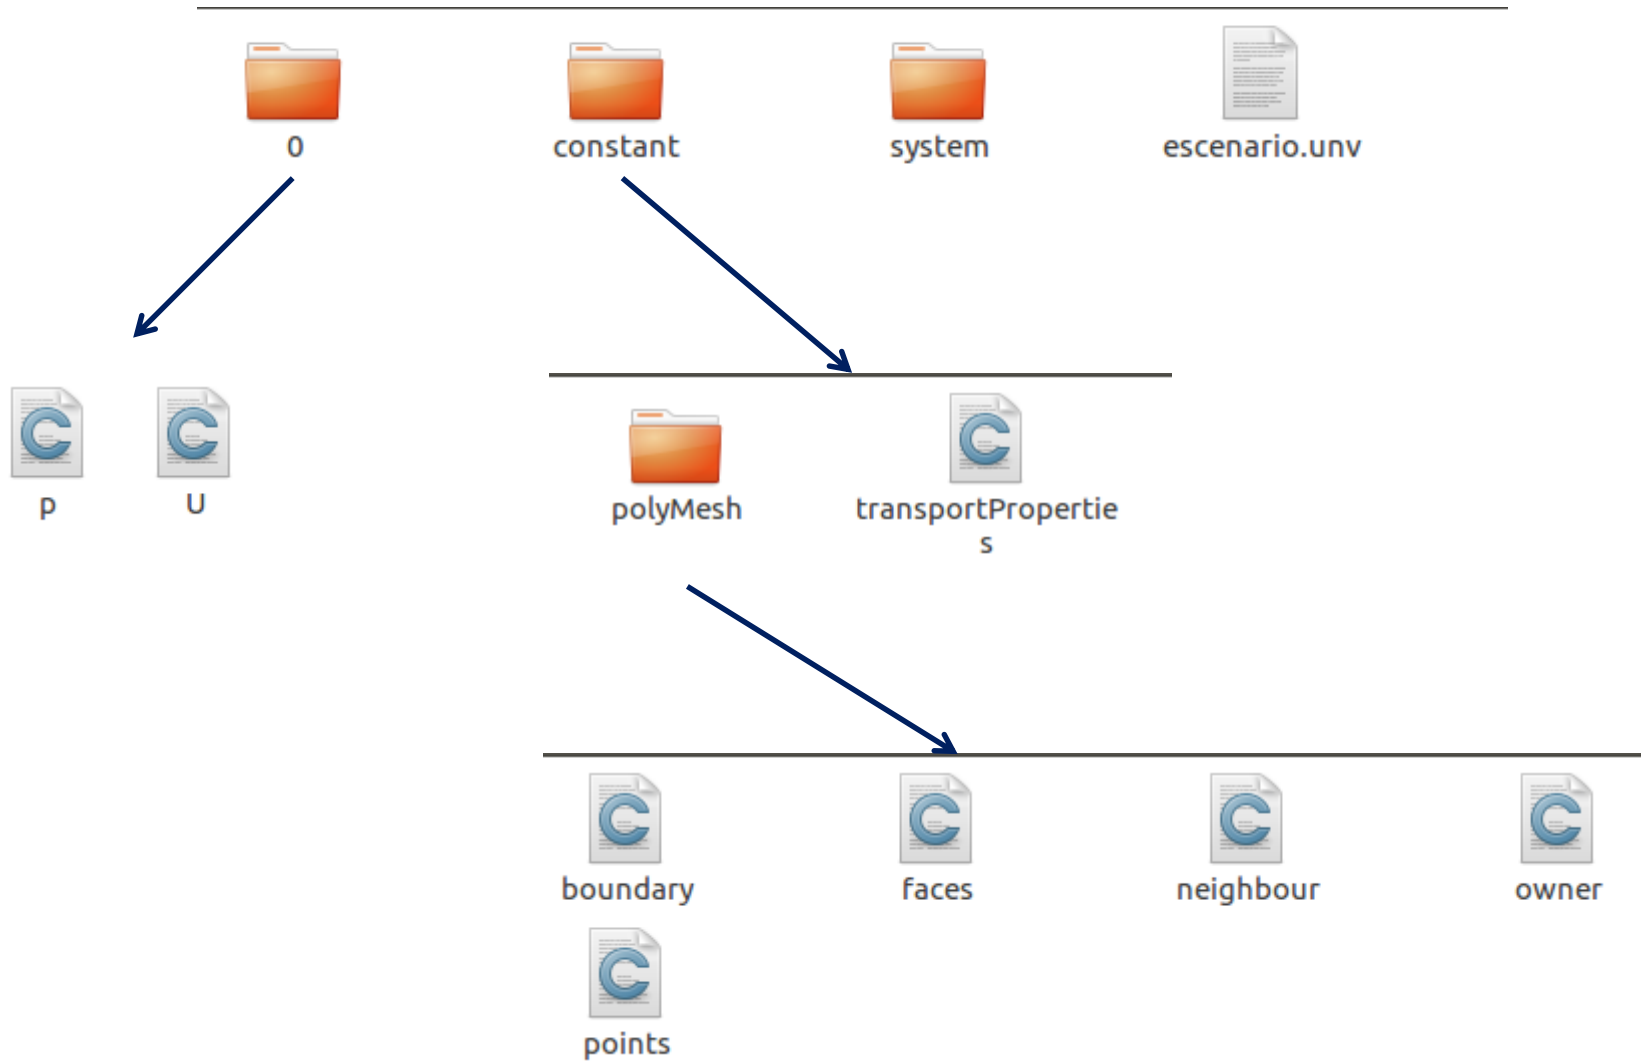 0
constant
system
escenario.unv
p
U
polyMesh
transportPropertie
s
boundary
faces
neighbour
owner
points